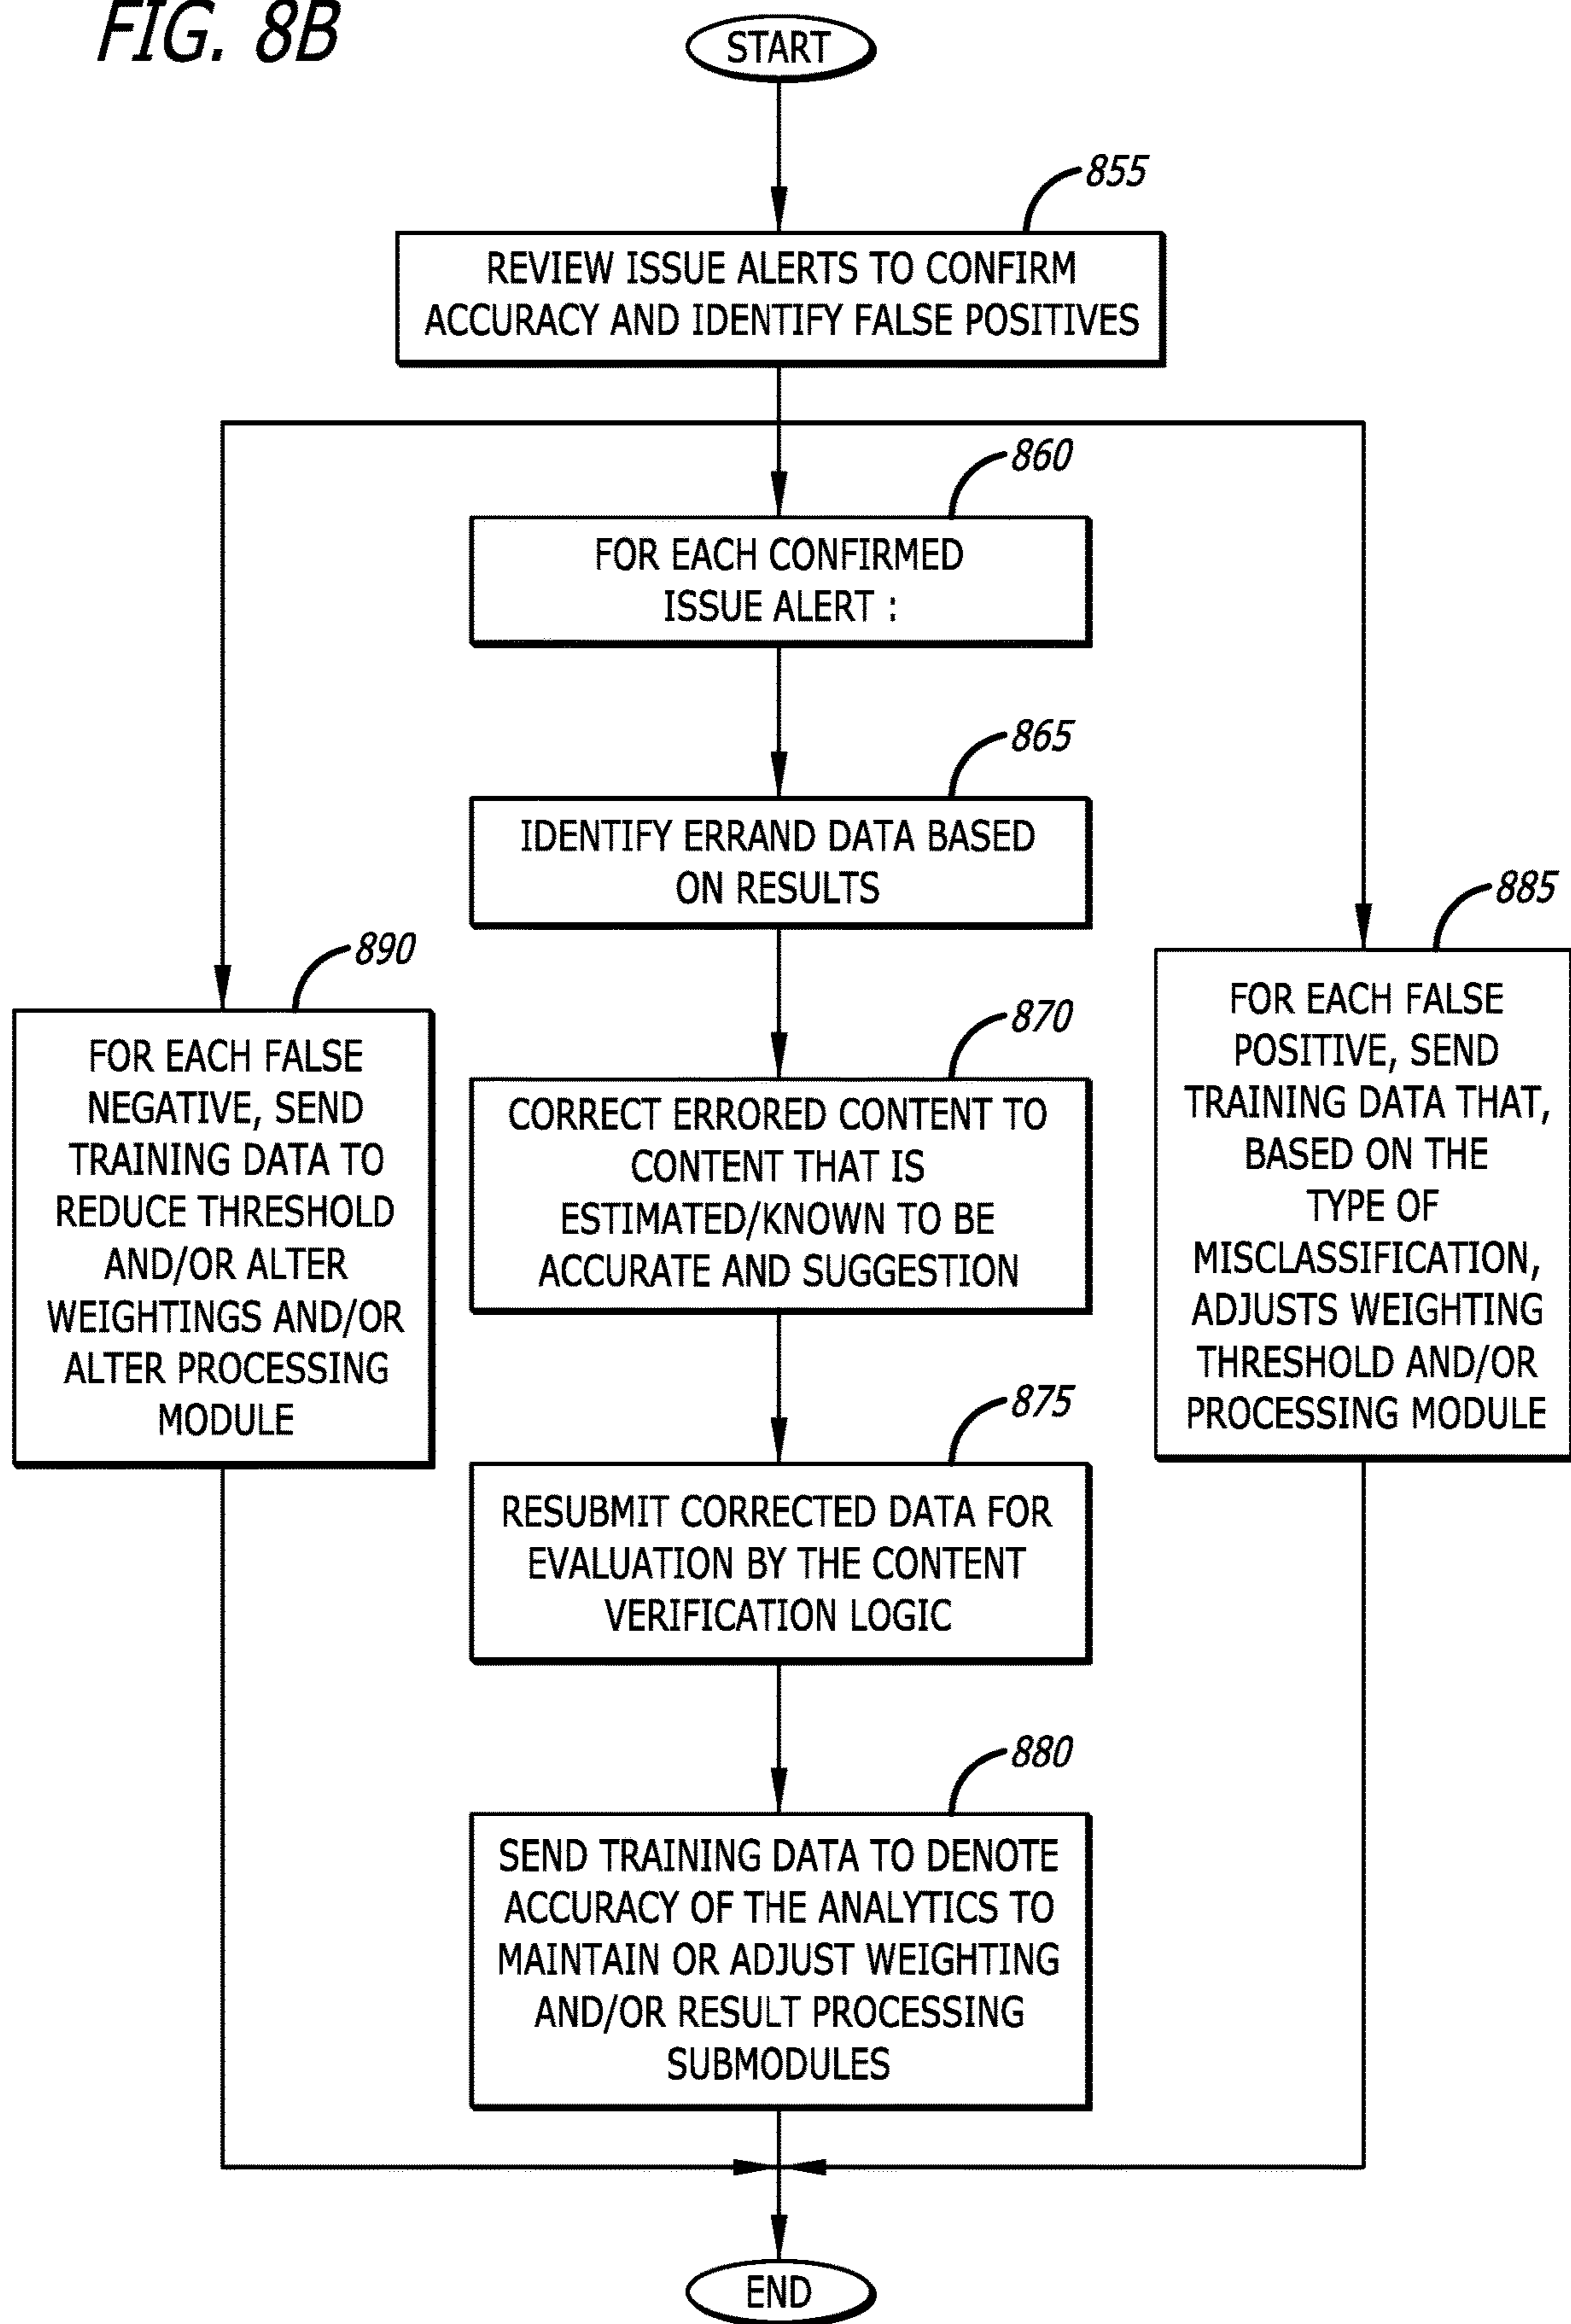 FIG. 8B
START
855
REVIEW ISSUE ALERTS TO CONFIRM
ACCURACY AND IDENTIFY FALSE POSITIVES
860
FOR EACH CONFIRMED
ISSUE ALERT :
865
IDENTIFY ERRAND DATA BASED
ON RESULTS
870
CORRECT ERRORED CONTENT TO
CONTENT THAT IS
ESTIMATED/KNOWN TO BE
ACCURATE AND SUGGESTION
875
RESUBMIT CORRECTED DATA FOR
EVALUATION BY THE CONTENT
VERIFICATION LOGIC
880
SEND TRAINING DATA TO DENOTE
ACCURACY OF THE ANALYTICS TO
MAINTAIN OR ADJUST WEIGHTING
AND/OR RESULT PROCESSING
SUBMODULES
885
FOR EACH FALSE
POSITIVE, SEND
TRAINING DATA THAT,
BASED ON THE
TYPE OF
MISCLASSIFICATION,
ADJUSTS WEIGHTING
THRESHOLD AND/OR
PROCESSING MODULE
890
FOR EACH FALSE
NEGATIVE, SEND
TRAINING DATA TO
REDUCE THRESHOLD
AND/OR ALTER
WEIGHTINGS AND/OR
ALTER PROCESSING
MODULE
END